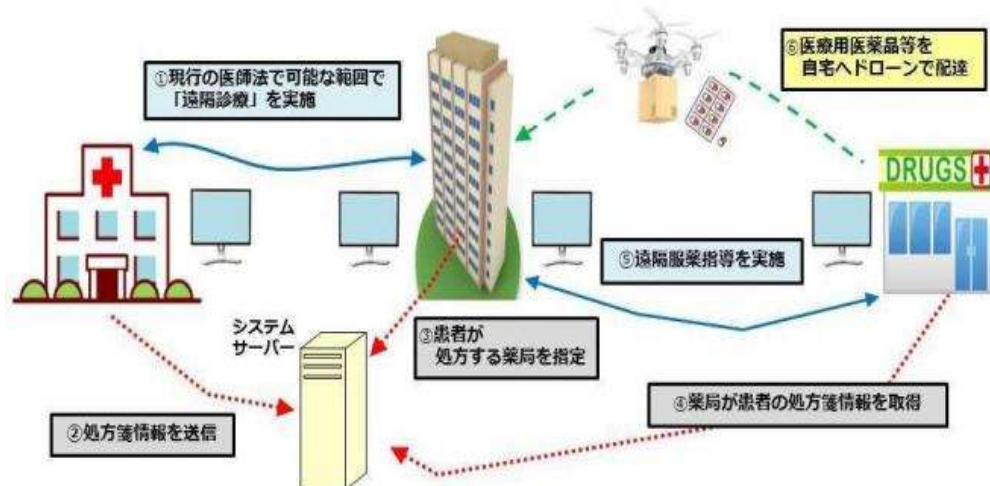 ①現行の医師法で可能な範囲で
「遠隔診療」を実施
⑥医療用医薬品等を
自宅へドローンで配達
DRUGS
⑤遠隔服薬指導を実施
システム
サーバー
③患者が
処方する薬局を指定
④薬局が患者の処方箋情報を取得
②処方箋情報を送信